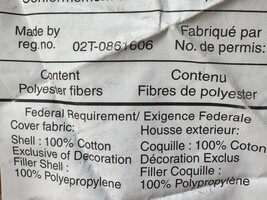 Made by Fabriqué par
reg.no. 02T-0861606 No. de permis:
Content Contenu
Polyester fibers Fibres de polyester
Federal Requirement/ Exigence Federale
Cover fabric: Housse exterieur:
Shell : 100% Cotton Coquille : 100% Coton
Exclusive of Decoration Décoration Exclus
Filler Shell : Filler Coquille :
100% Polyepropylene 100% Polypropylène